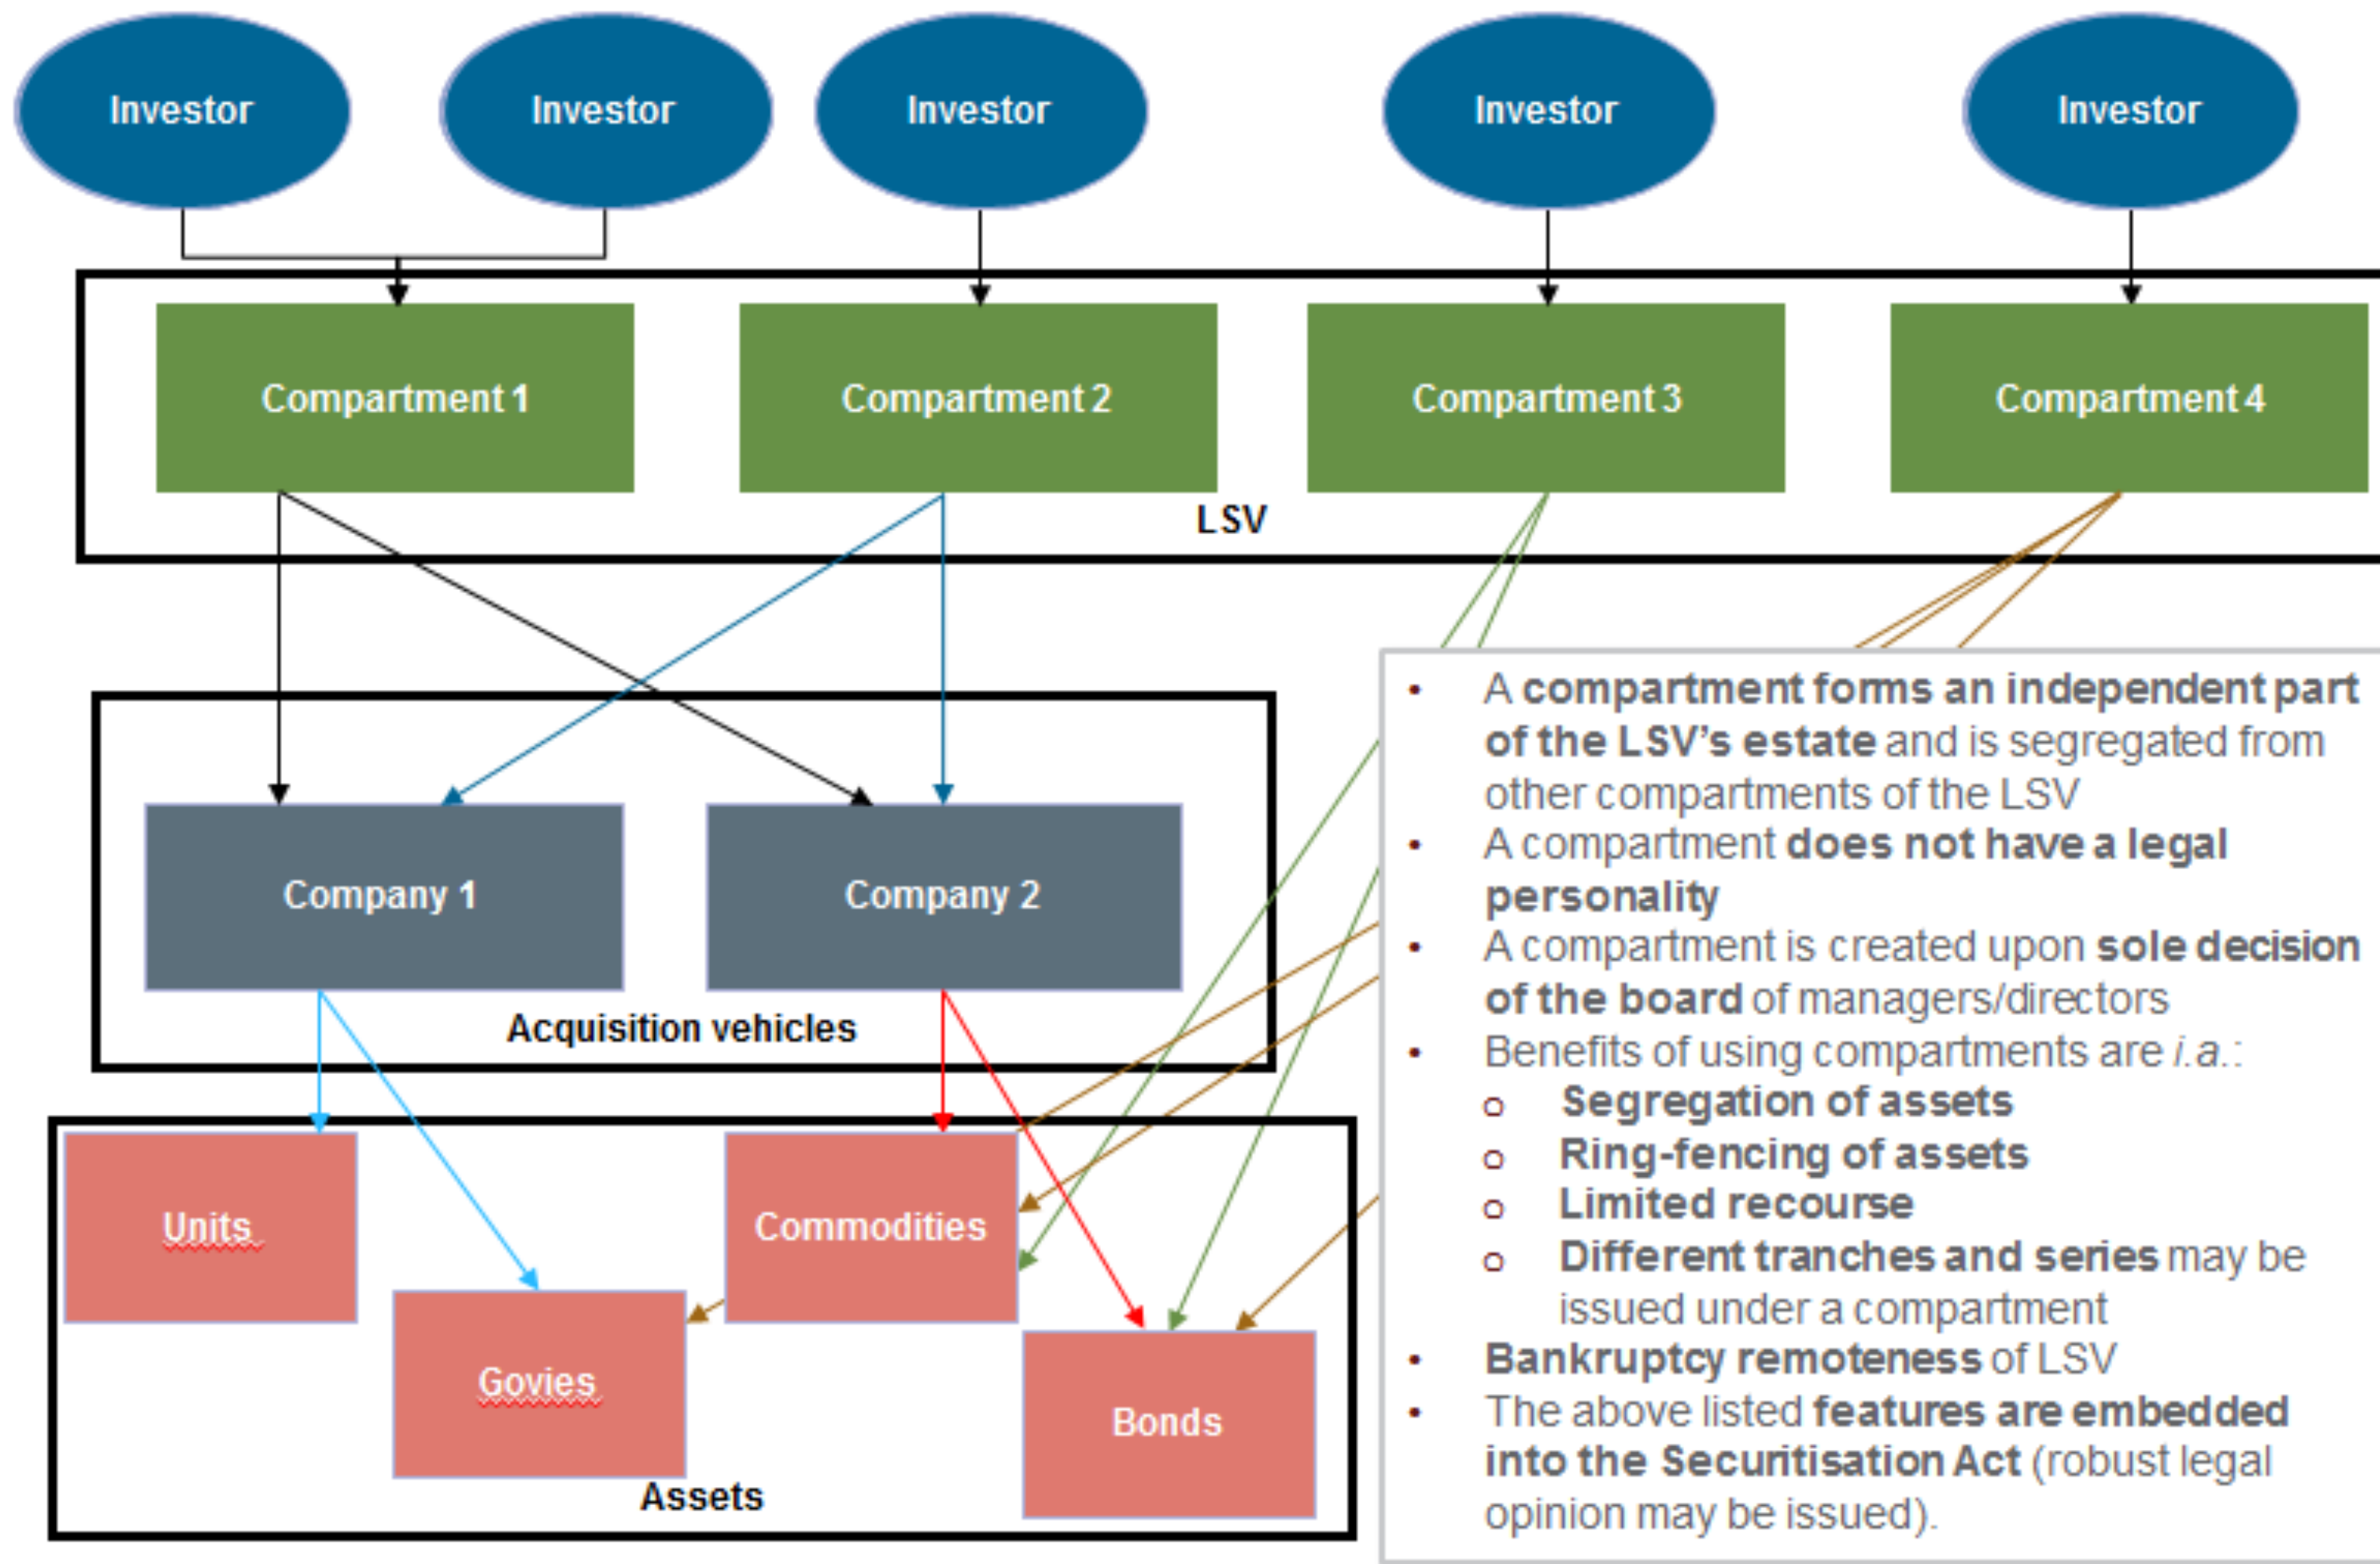 Investor
Investor
Investor
Investor
Investor
Compartment 1
Compartment 2
Compartment 3
Compartment 4
LSV
Company 1
Company 2
Acquisition vehicles
Units
Commodities
Govies
Bonds
Assets
• A compartment forms an independent part
of the LSV's estate and is segregated from
other compartments of the LSV
• A compartment does not have a legal
personality
• A compartment is created upon sole decision
of the board of managers/directors
• Benefits of using compartments are i.a.:
o Segregation of assets
o Ring-fencing of assets
o Limited recourse
o Different tranches and series may be
issued under a compartment
• Bankruptcy remoteness of LSV
• The above listed features are embedded
into the Securitisation Act (robust legal
opinion may be issued).